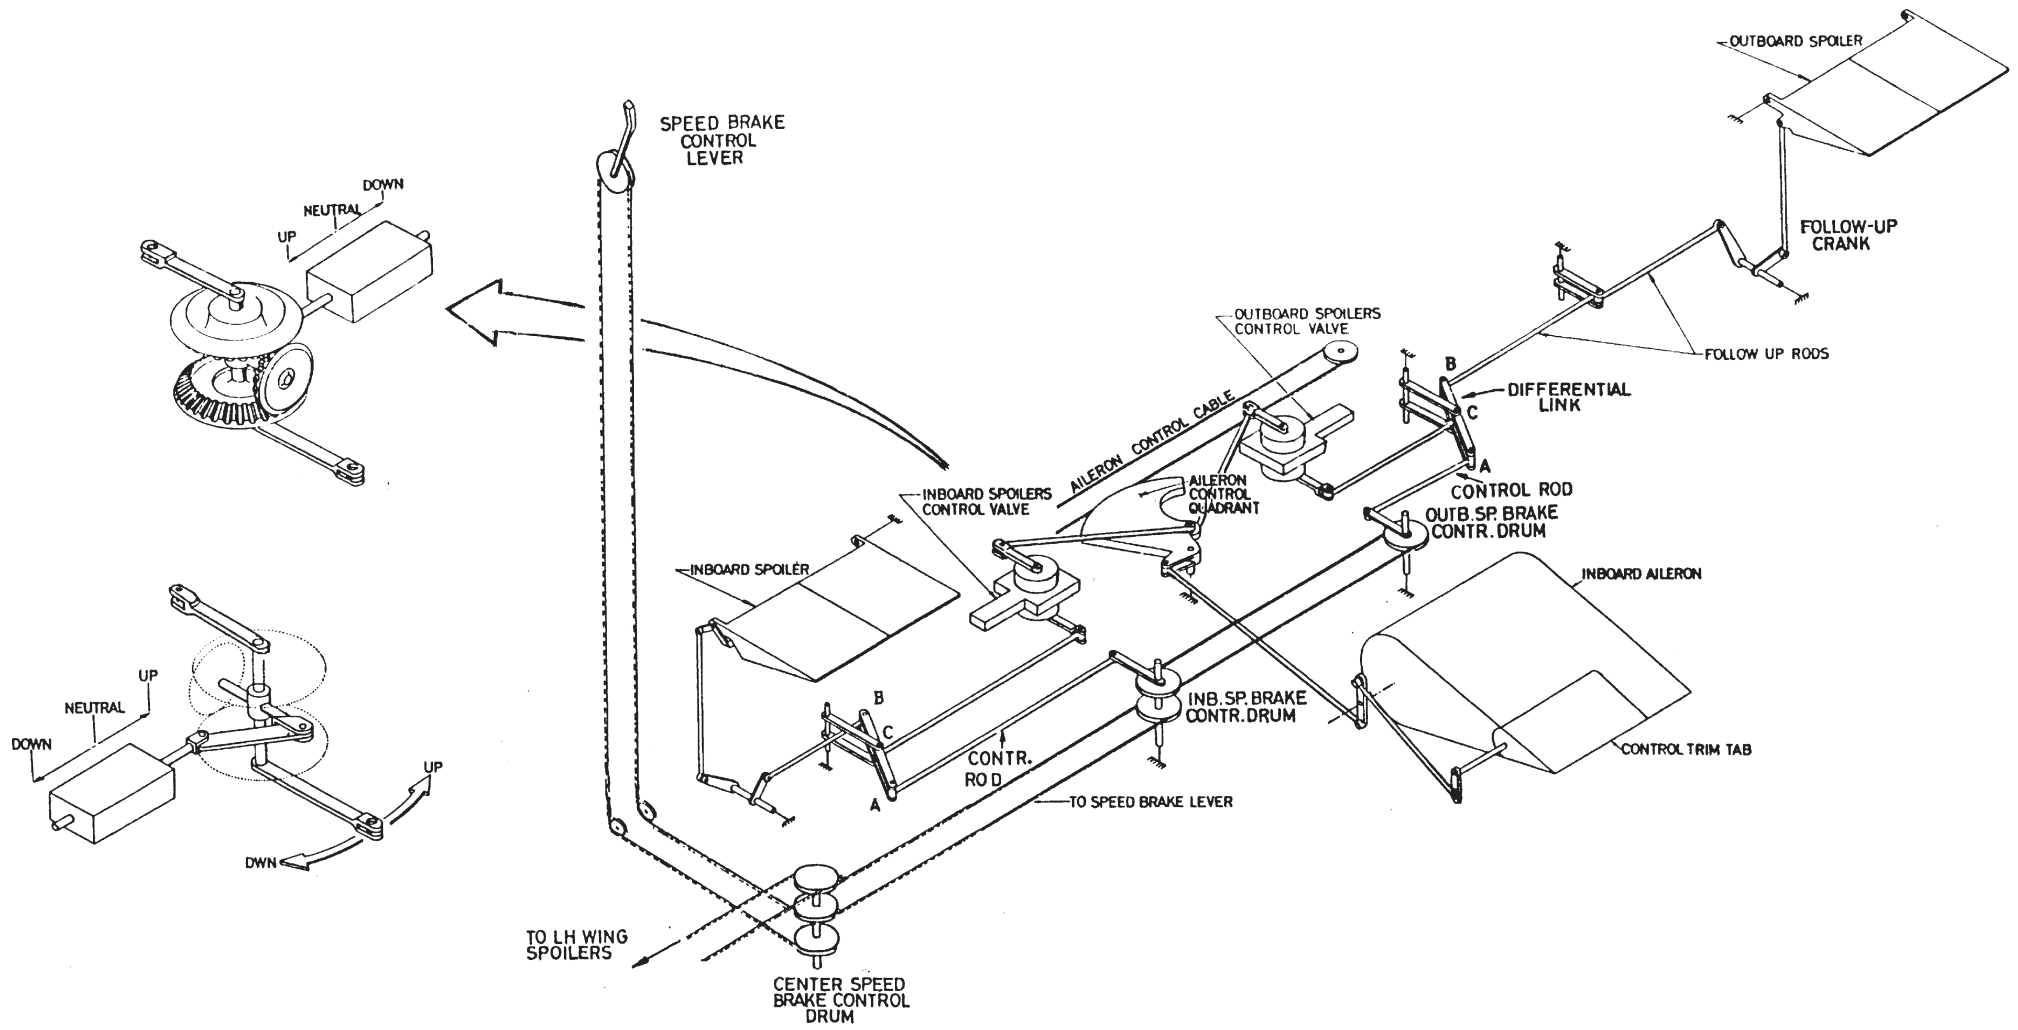 OUTBOARD SPOILER
SPEED BRAKE
CONTROL
LEVER
DOWN
NEUTRAL
UP
FOLLOW-UP
CRANK
OUTBOARD SPOILERS
CONTROL VALVE
FOLLOW UP RODS
B
DIFFERENTIAL
LINK
C
A
AILERON CONTROL CABLE
AILERON
CONTROL
QUADRANT
CONTROL ROD
OUTB.SP. BRAKE
CONTR. DRUM
INBOARD SPOILERS
CONTROL VALVE
INBOARD SPOILER
INBOARD AILERON
UP
NEUTRAL
DOWN
UP
DWN
B
C
A
CONTR.
ROD
INB.SP.BRAKE
CONTR.DRUM
CONTROL TRIM TAB
TO SPEED BRAKE LEVER
TO LH WING
SPOILERS
CENTER SPEED
BRAKE CONTROL
DRUM